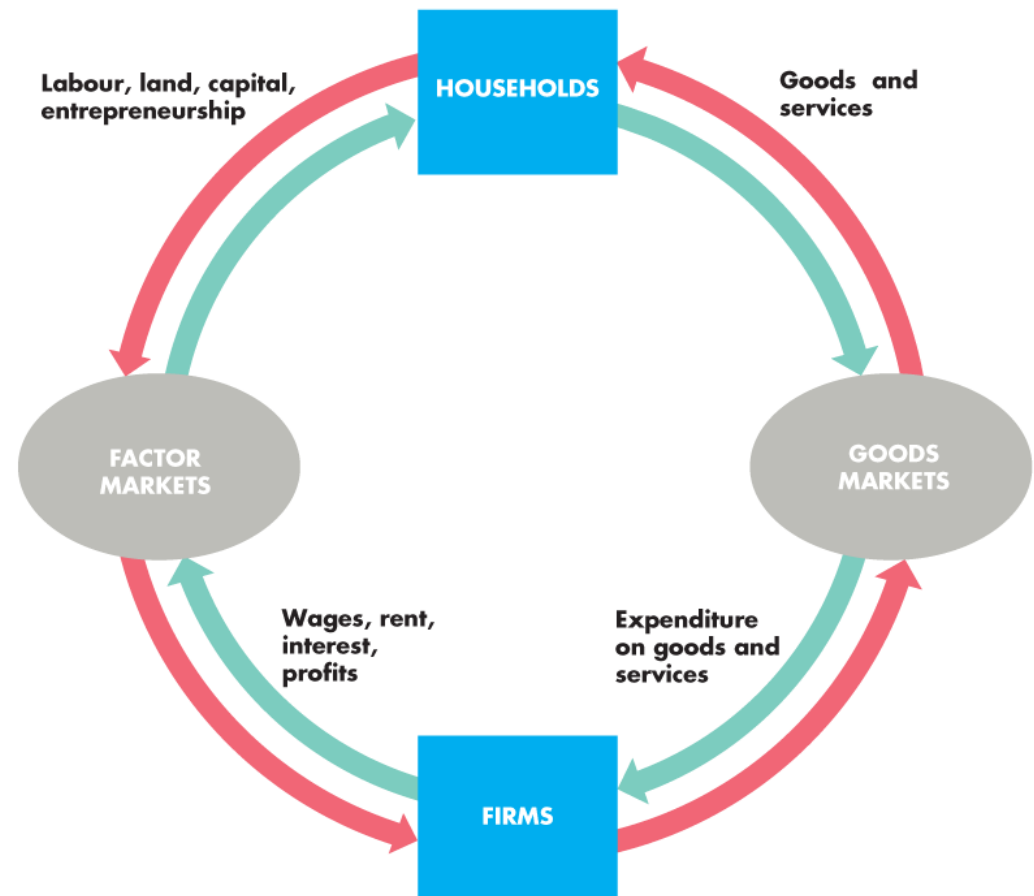 HOUSEHOLDS
Labour, land, capital,
entrepreneurship
Goods and
services
FACTOR
MARKETS
GOODS
MARKETS
Wages, rent,
interest,
profits
Expenditure
on goods and
services
FIRMS